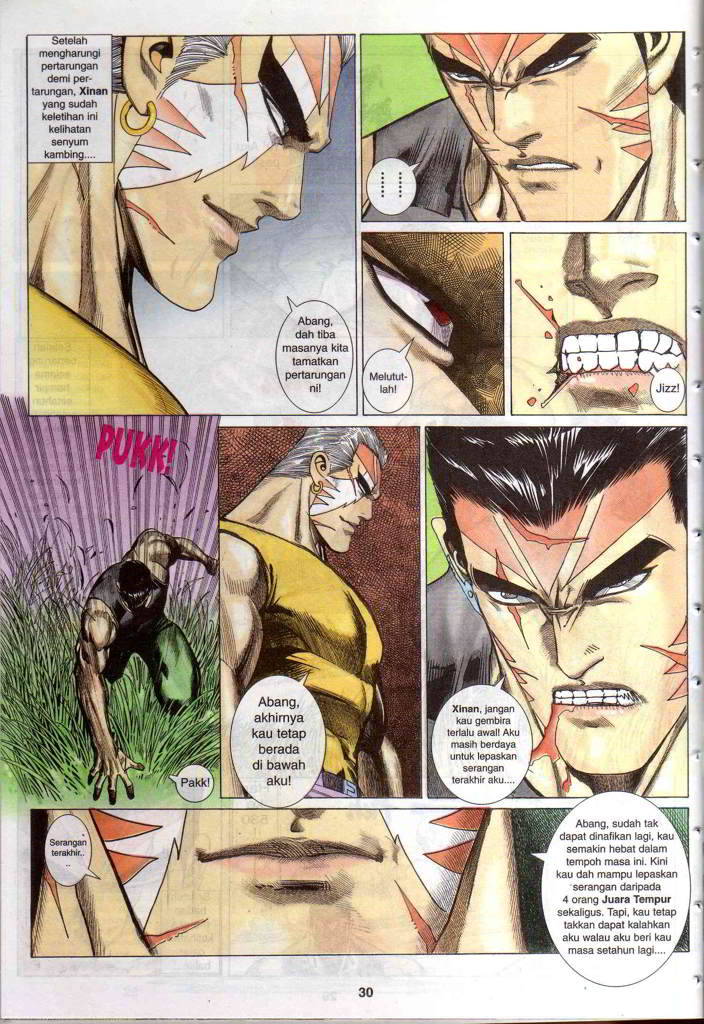 Setelah
mengharungi
pertarungan
demi per-
tarungan, Xinan
yang sudah
keletihan ini
kelihatan
senyum
kambing....
Abang,
dah tiba
masanya kita
tamatkan
pertarungan
ni!
Melutut-
lah!
Jizz!
PUKK!
Pakk!
Abang,
akhirnya
kau tetap
berada
di bawah
aku!
Xinan, jangan
kau gembira
terlalu awal! Aku
masih berdaya
untuk lepaskan
serangan
terakhir aku....
Serangan
terakhir..
..
Abang, sudah tak
dapat dinafikan lagi, kau
semakin hebat dalam
tempoh masa ini. Kini
kau dah mampu lepaskan
serangan daripada
4 orang Juara Tempur
sekaligus. Tapi, kau tetap
takkan dapat kalahkan
aku walau aku beri kau
masa setahun lagi....
30